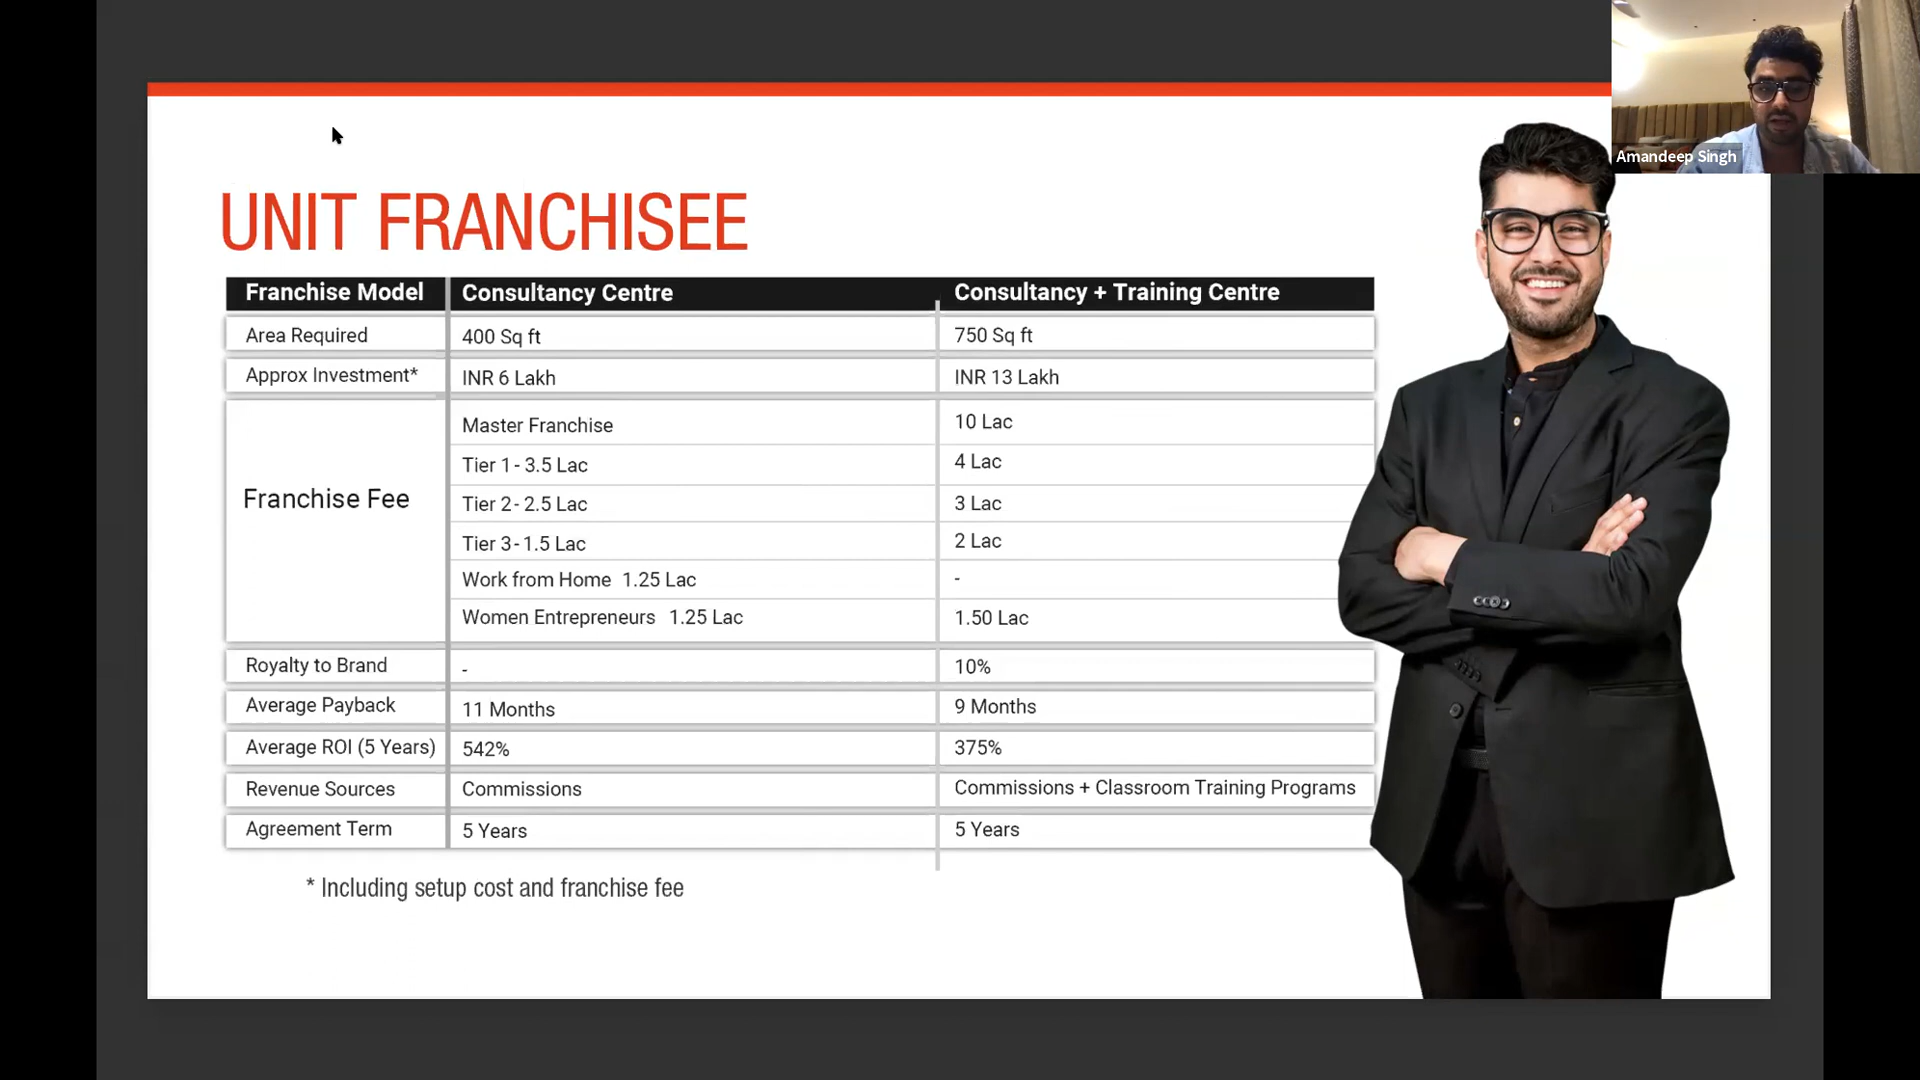 Amandeep Singh
UNIT FRANCHISEE
Franchise Model Consultancy Centre Consultancy + Training Centre
Area Required 400 Sq ft 750 Sq ft
Approx Investment* INR 6 Lakh INR 13 Lakh
Franchise Fee
Master Franchise 10 Lac
Tier 1 - 3.5 Lac 4 Lac
Tier 2 - 2.5 Lac 3 Lac
Tier 3 - 1.5 Lac 2 Lac
Work from Home 1.25 Lac -
Women Entrepreneurs 1.25 Lac 1.50 Lac
Royalty to Brand - 10%
Average Payback 11 Months 9 Months
Average ROI (5 Years) 542% 375%
Revenue Sources Commissions Commissions + Classroom Training Programs
Agreement Term 5 Years 5 Years
* Including setup cost and franchise fee